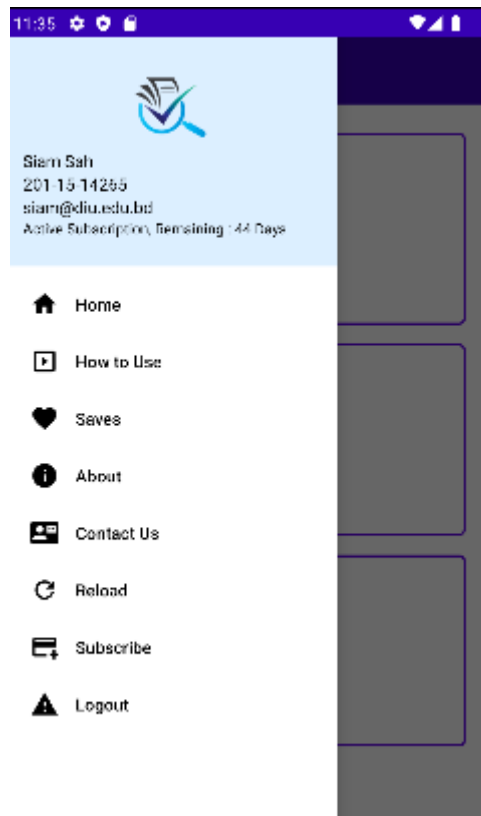 11:35
Siam Sah
201-15-14265
siam@diu.edu.bd
Active Subscription, Remaining : 44 Days
Home
How to Use
Saves
About
Contact Us
Reload
Subscribe
Logout